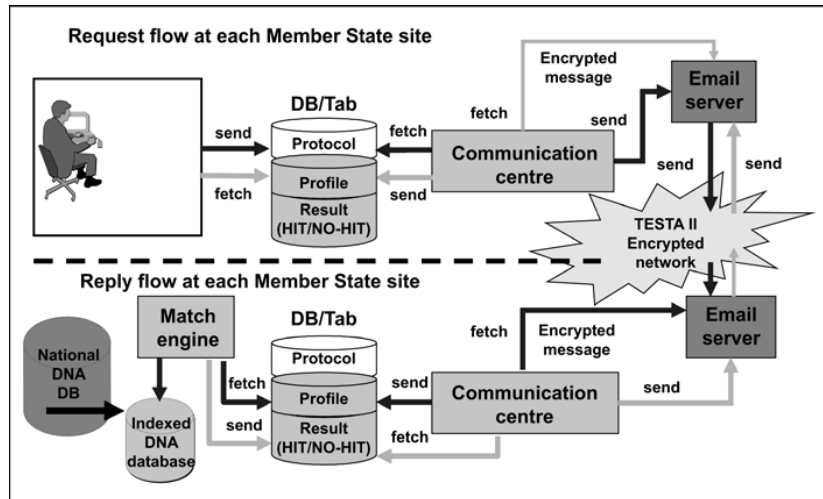 Request flow at each Member State site
Encrypted
message
Email
server
DB/Tab
fetch
send
fetch
send
Protocol
Communication
centre
send
send
Profile
fetch
send
Result
(HIT/NO-HIT)
TESTA II
Encrypted
network
Reply flow at each Member State site
Match
engine
DB/Tab
fetch
Encrypted
message
Email
server
National
DNA
DB
Protocol
fetch
send
Profile
Communication
centre
send
send
Indexed
DNA
database
Result
(HIT/NO-HIT)
fetch